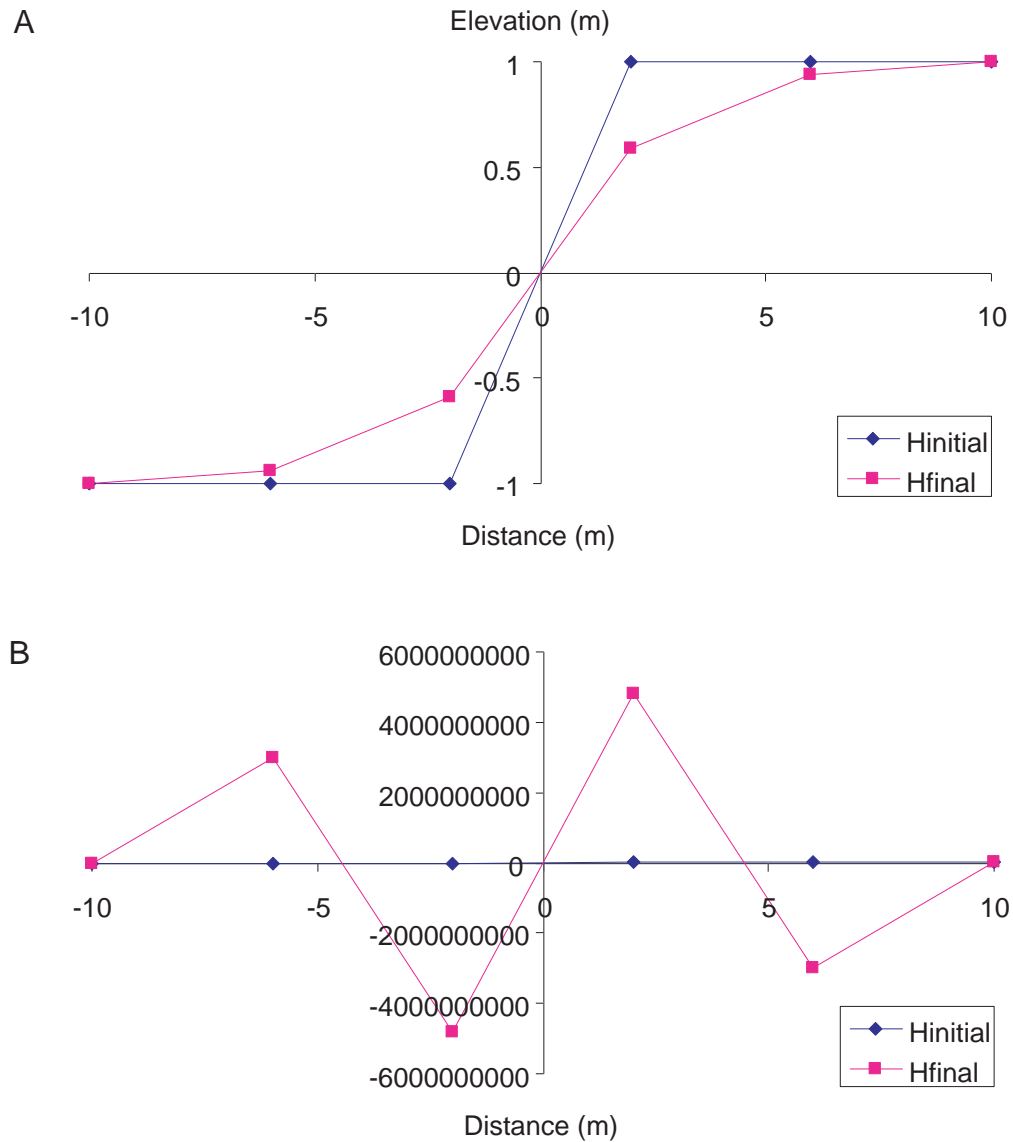 A
Elevation (m)
1
0.5
0
-10 -5 0 5 10
-0.5
Hinitial
Hfinal
-1
Distance (m)
B
6000000000
4000000000
2000000000
0
-10 -5 0 5 10
-2000000000
-4000000000
Hinitial
Hfinal
-6000000000
Distance (m)